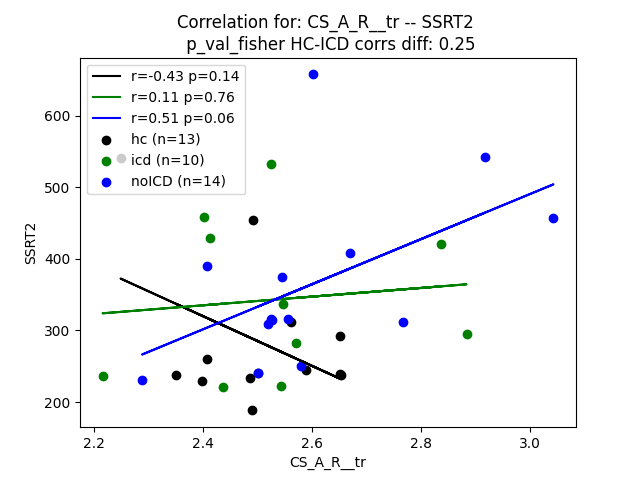 Correlation for: CS_A_R__tr -- SSRT2
p_val_fisher HC-ICD corrs diff: 0.25
r=-0.43 p=0.14
r=0.11 p=0.76
r=0.51 p=0.06
hc (n=13)
icd (n=10)
noICD (n=14)
600
500
400
300
200
SSRT2
2.2 2.4 2.6 2.8 3.0
CS_A_R__tr